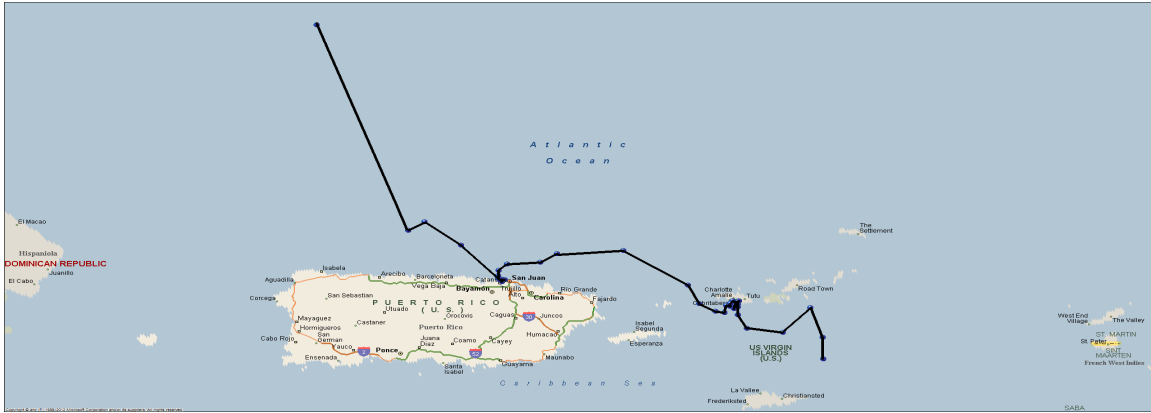 Atlantic
Ocean
The
Settlement
El Macao
Hispaniola
DOMINICAN REPUBLIC
Juanillo
El Cabo
Isabela
Arecibo
Barceloneta
San Juan
Aguadilla
Vega Baja
Bayamón
Trujillo
Alto
Rio Grande
Carolina
Fajardo
Corcega
San Sebastian
PUERTO RICO
(U.S.)
Utuado
Orocovis
Caguas
Juncos
Mayaguez
Castaner
Puerto Rico
Humacao
Hormigueros
San
German
Cabo Rojo
Yauco
Ponce
Juana
Diaz
Coamo
Cayey
Ensenada
Maunabo
Santa
Isabel
Guayama
Isabel
Segunda
Esperanza
Charlotte
Amalie
Tutu
Road Town
US VIRGIN
ISLANDS
(U.S.)
Caribbean Sea
La Vallee
Christiansted
Frederiksted
West End
Village
The Valley
ST. MARTIN
St. Peter
SINT
MAARTEN
French West Indies
SABA